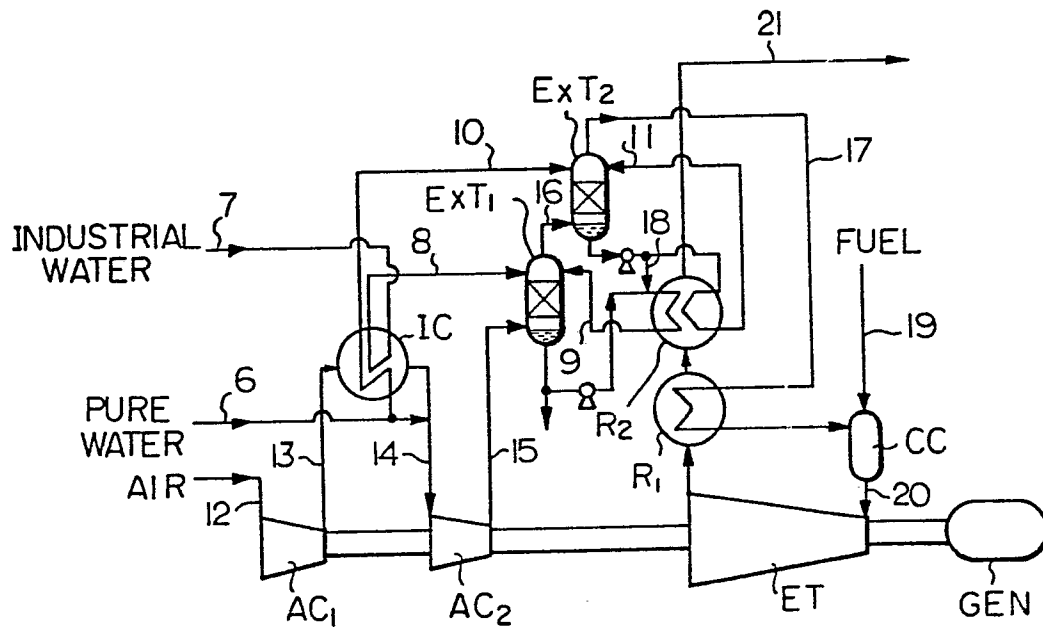 21
ExT2
10
11
17
ExT1
16
7
INDUSTRIAL
WATER
8
18
FUEL
IC
9
19
6
PURE
WATER
R2
CC
13
14
15
R1
AIR
12
20
AC1
AC2
ET
GEN